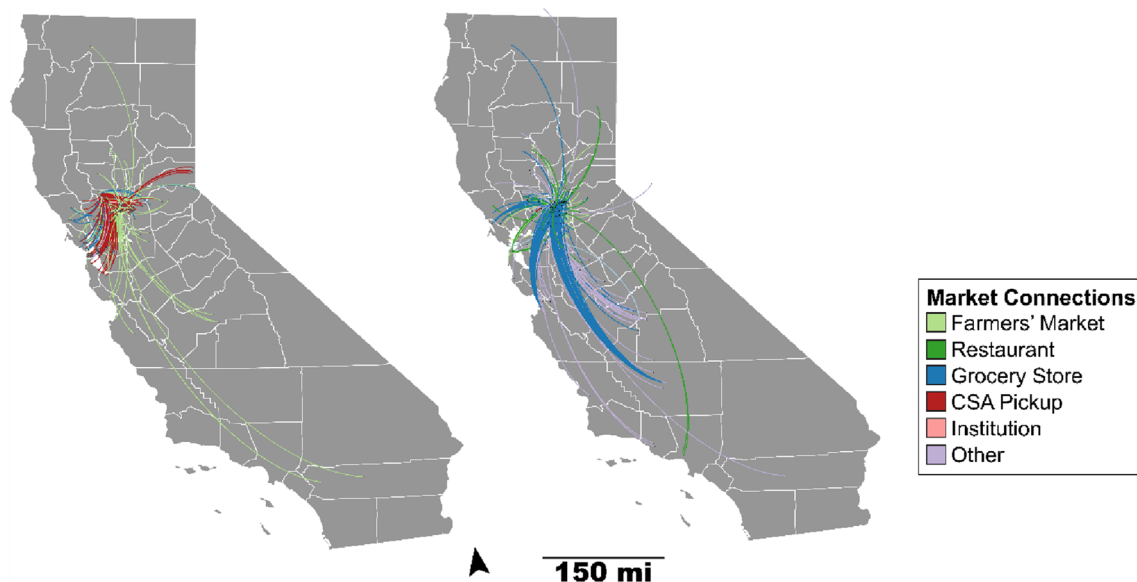 Market Connections
Farmers' Market
Restaurant
Grocery Store
CSA Pickup
Institution
Other
150 mi